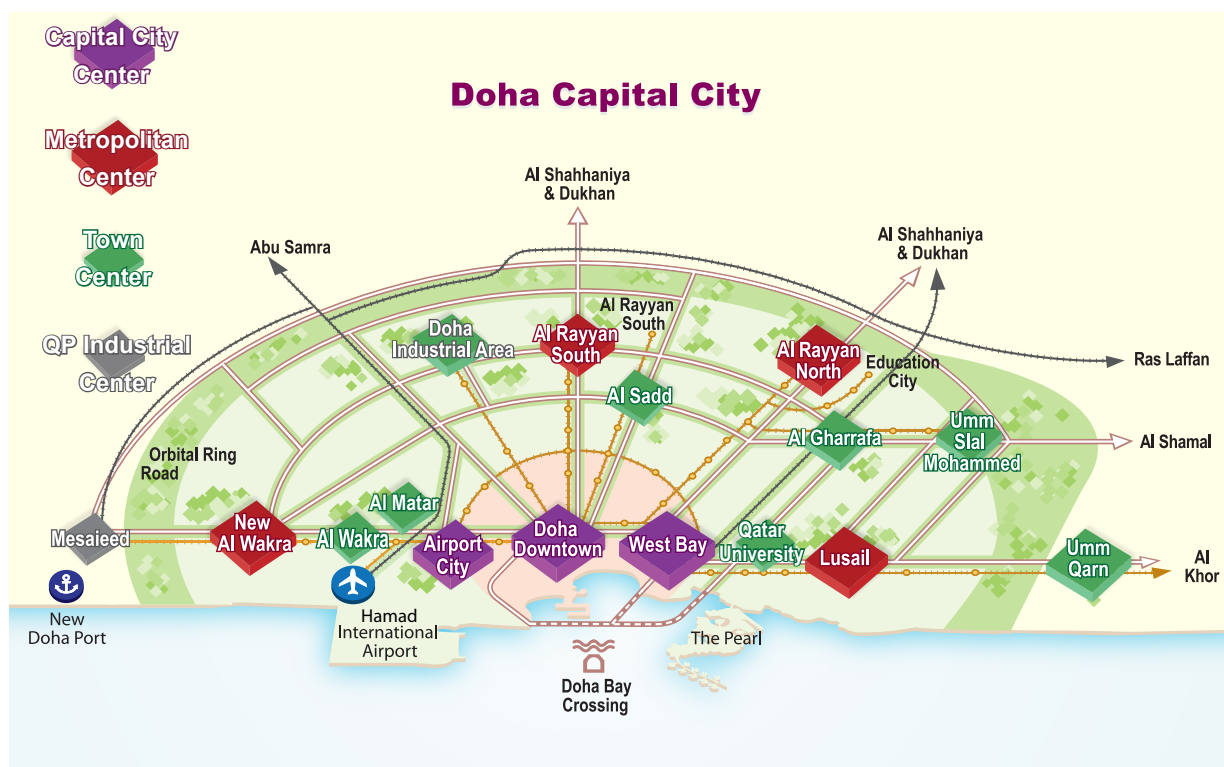 Capital City
Center
Doha Capital City
Metropolitan
Center
Al Shahhaniya
& Dukhan
Town
Center
Abu Samra
Al Shahhaniya
& Dukhan
QP Industrial
Center
Doha
Industrial Area
Al Rayyan
South
Al Rayyan
South
Al Rayyan
North
Education
City
Ras Laffan
Al Sadd
Al Gharrafa
Umm
Slal
Mohammed
Al Shamal
Orbital Ring
Road
Mesaieed
New
Al Wakra
Al Wakra
Al Matar
Airport
City
Doha
Downtown
West Bay
Qatar
University
Lusail
Umm
Qarn
Al
Khor
New
Doha Port
Hamad
International
Airport
The Pearl
Doha Bay
Crossing